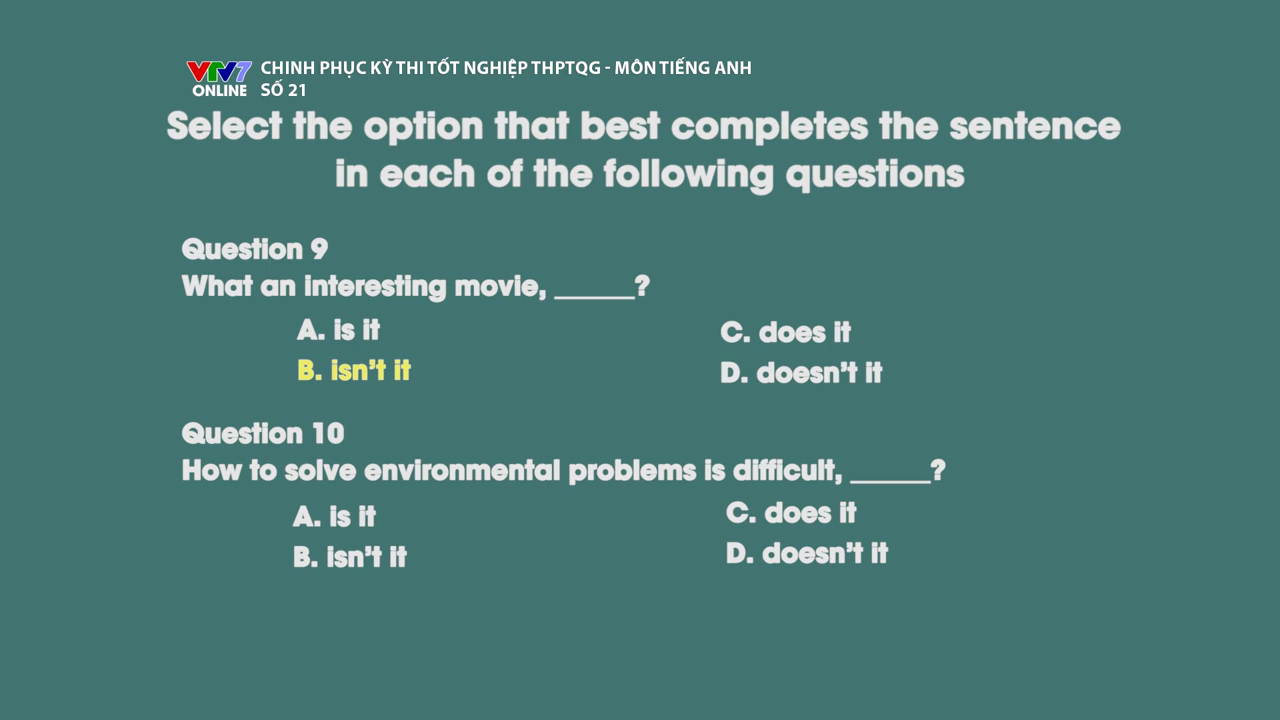 VTV7
ONLINE
CHINH PHỤC KỲ THI TỐT NGHIỆP THPTQG - MÔN TIẾNG ANH
SỐ 21
Select the option that best completes the sentence
in each of the following questions
Question 9
What an interesting movie, ______?
A. is it
B. isn't it
C. does it
D. doesn't it
Question 10
How to solve environmental problems is difficult, ______?
A. is it
B. isn't it
C. does it
D. doesn't it